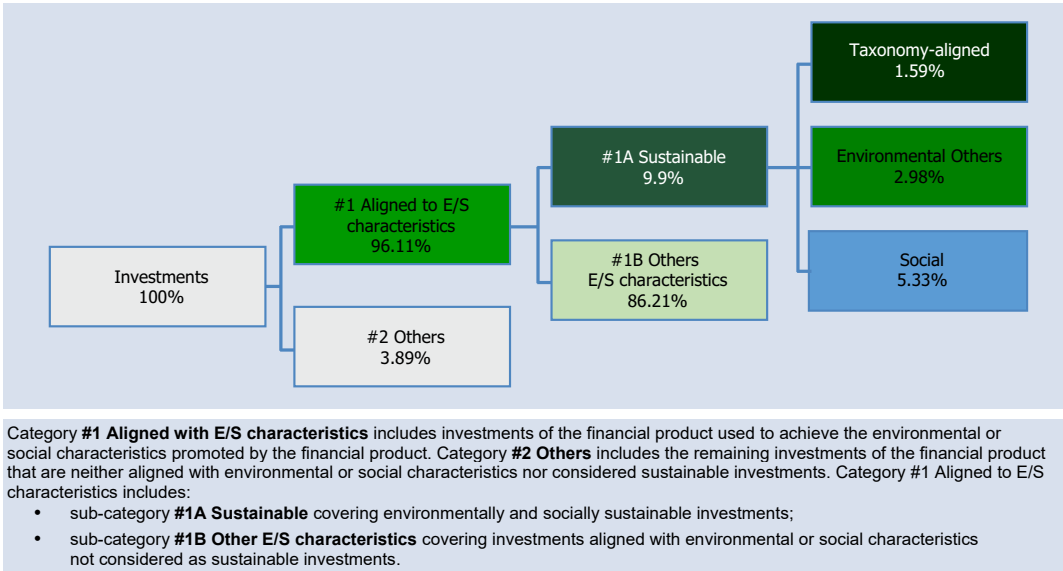 Taxonomy-aligned
1.59%
#1A Sustainable
9.9%
Environmental Others
2.98%
#1 Aligned to E/S
characteristics
96.11%
Investments
100%
#1B Others
E/S characteristics
86.21%
Social
5.33%
#2 Others
3.89%
Category #1 Aligned with E/S characteristics includes investments of the financial product used to achieve the environmental or
social characteristics promoted by the financial product. Category #2 Others includes the remaining investments of the financial product
that are neither aligned with environmental or social characteristics nor considered sustainable investments. Category #1 Aligned to E/S
characteristics includes:
• sub-category #1A Sustainable covering environmentally and socially sustainable investments;
• sub-category #1B Other E/S characteristics covering investments aligned with environmental or social characteristics
not considered as sustainable investments.